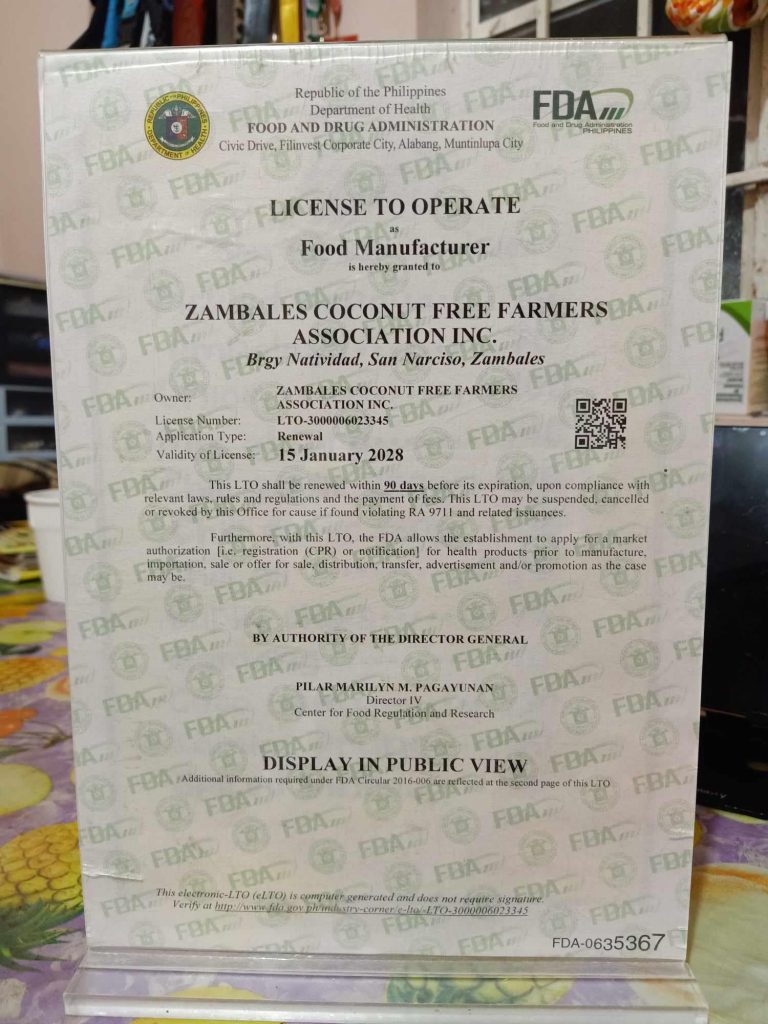 Republic of the Philippines
Department of Health
FOOD AND DRUG ADMINISTRATION
Civic Drive, Filinvest Corporate City, Alabang, Muntinlupa City
REPUBLIC OF THE PHILIPPINES
DEPARTMENT OF HEALTH
FDA
Food and Drug Administration
PHILIPPINES
LICENSE TO OPERATE
as
Food Manufacturer
is hereby granted to
ZAMBALES COCONUT FREE FARMERS
ASSOCIATION INC.
Brgy Natividad, San Narciso, Zambales
Owner: ZAMBALES COCONUT FREE FARMERS
ASSOCIATION INC.
License Number: LTO-3000006023345
Application Type: Renewal
Validity of License: 15 January 2028
This LTO shall be renewed within 90 days before its expiration, upon compliance with
relevant laws, rules and regulations and the payment of fees. This LTO may be suspended, cancelled
or revoked by this Office for cause if found violating RA 9711 and related issuances.
Furthermore, with this LTO, the FDA allows the establishment to apply for a market
authorization [i.e. registration (CPR) or notification] for health products prior to manufacture,
importation, sale or offer for sale, distribution, transfer, advertisement and/or promotion as the case
may be.
BY AUTHORITY OF THE DIRECTOR GENERAL
PILAR MARILYN M. PAGAYUNAN
Director IV
Center for Food Regulation and Research
DISPLAY IN PUBLIC VIEW
Additional information required under FDA Circular 2016-006 are reflected at the second page of this LTO
This electronic-LTO (eLTO) is computer generated and does not require signature.
Verify at http://www.fda.gov.ph/industry-corner/e-lto/-LTO-3000006023345
FDA-0635367